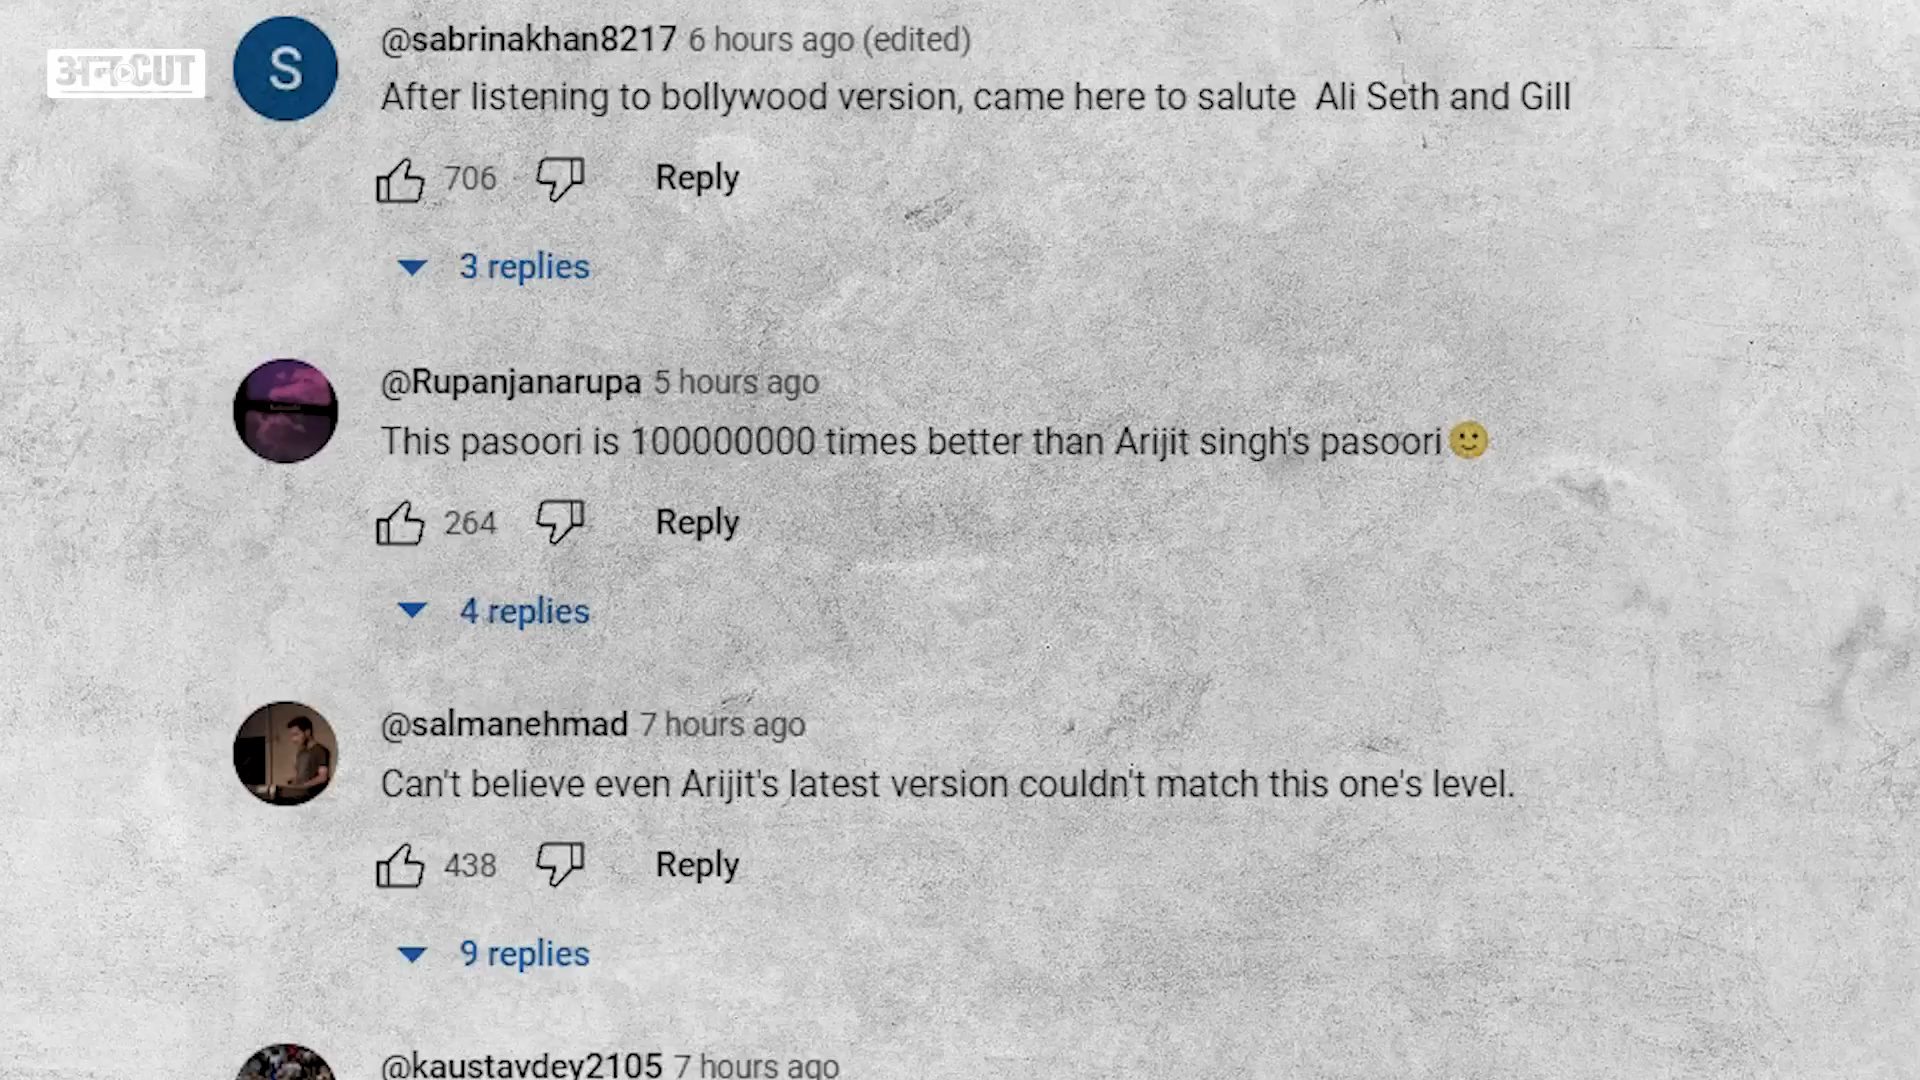 @sabrinakhan8217 6 hours ago (edited)
After listening to bollywood version, came here to salute Ali Seth and Gill
706 Reply
3 replies
@Rupanjanarupa 5 hours ago
This pasoori is 100000000 times better than Arijit singh's pasoori🙂
264 Reply
4 replies
@salmanehmad 7 hours ago
Can't believe even Arijit's latest version couldn't match this one's level.
438 Reply
9 replies
@kaustavdey2105 7 hours ago